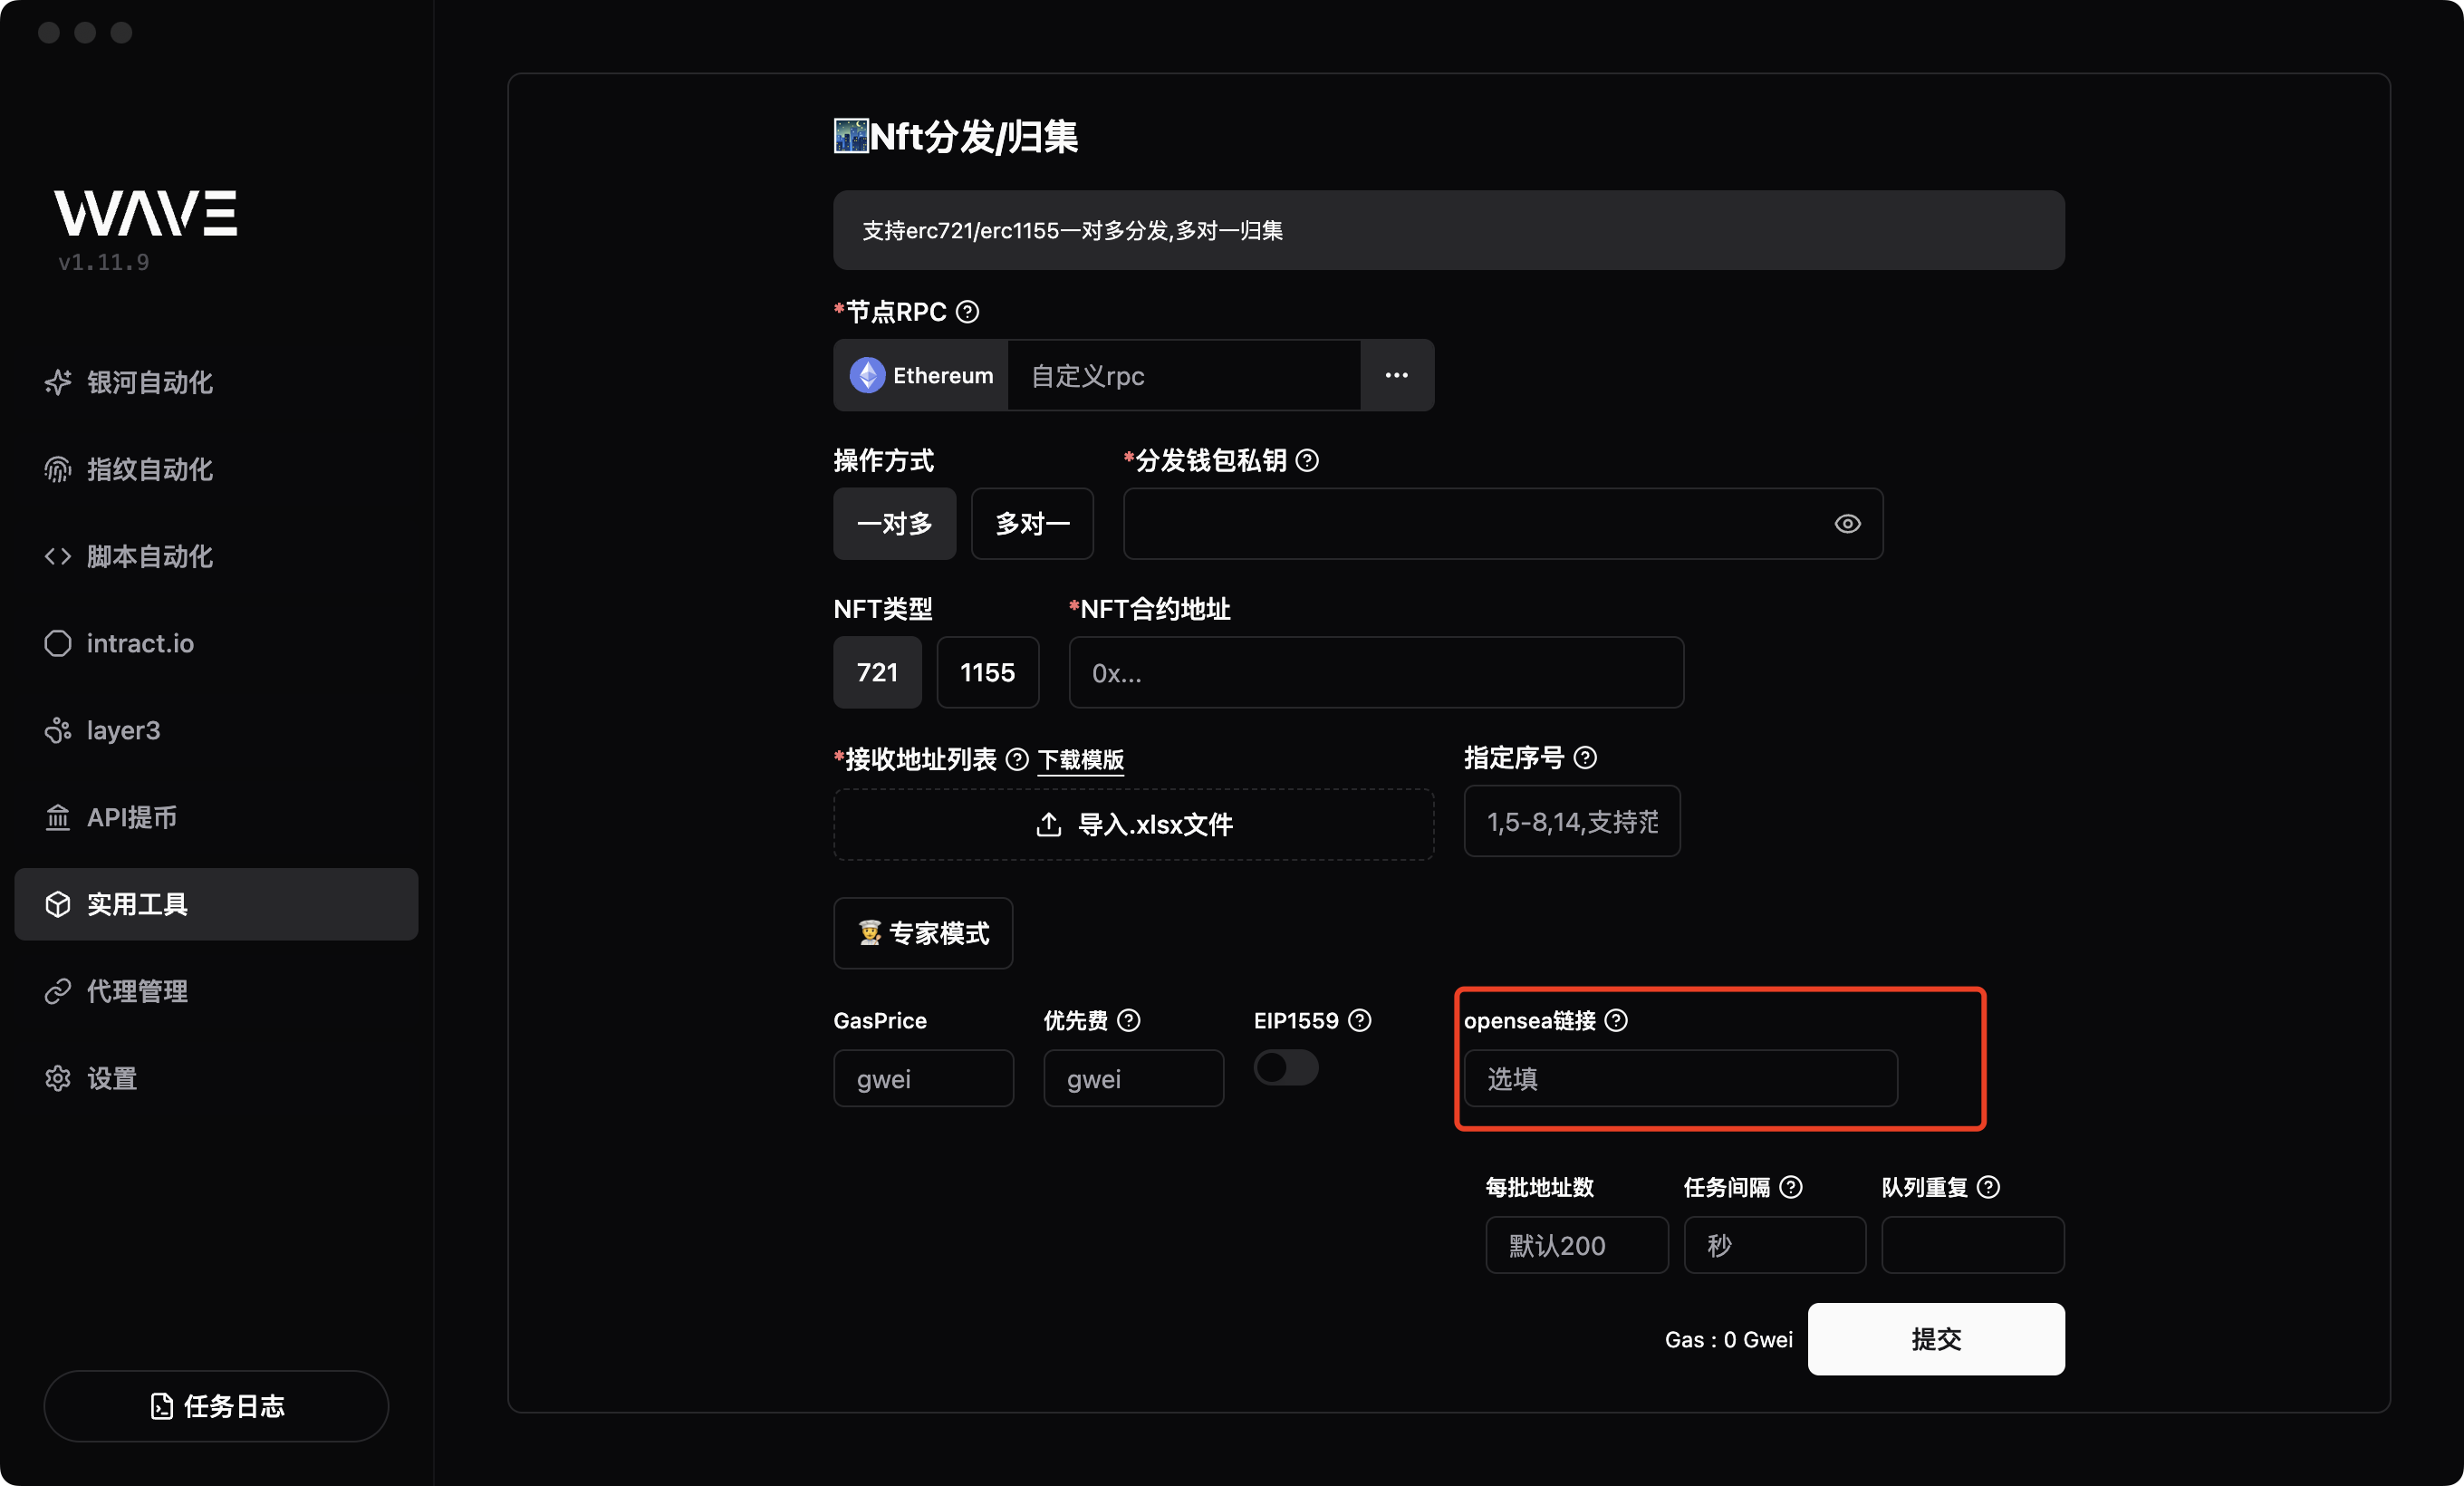 WAVE
v1.11.9
银河自动化
指纹自动化
脚本自动化
intract.io
layer3
API提币
实用工具
代理管理
设置
任务日志
Nft分发/归集
支持erc721/erc1155一对多分发,多对一归集
*节点RPC
Ethereum 自定义rpc ...
操作方式 *分发钱包私钥
一对多 多对一
NFT类型 *NFT合约地址
721 1155 0x...
*接收地址列表 下载模版 指定序号
导入.xlsx文件 1,5-8,14,支持范
专家模式
GasPrice 优先费 EIP1559 opensea链接
gwei gwei 选填
每批地址数 任务间隔 队列重复
默认200 秒
Gas : 0 Gwei 提交